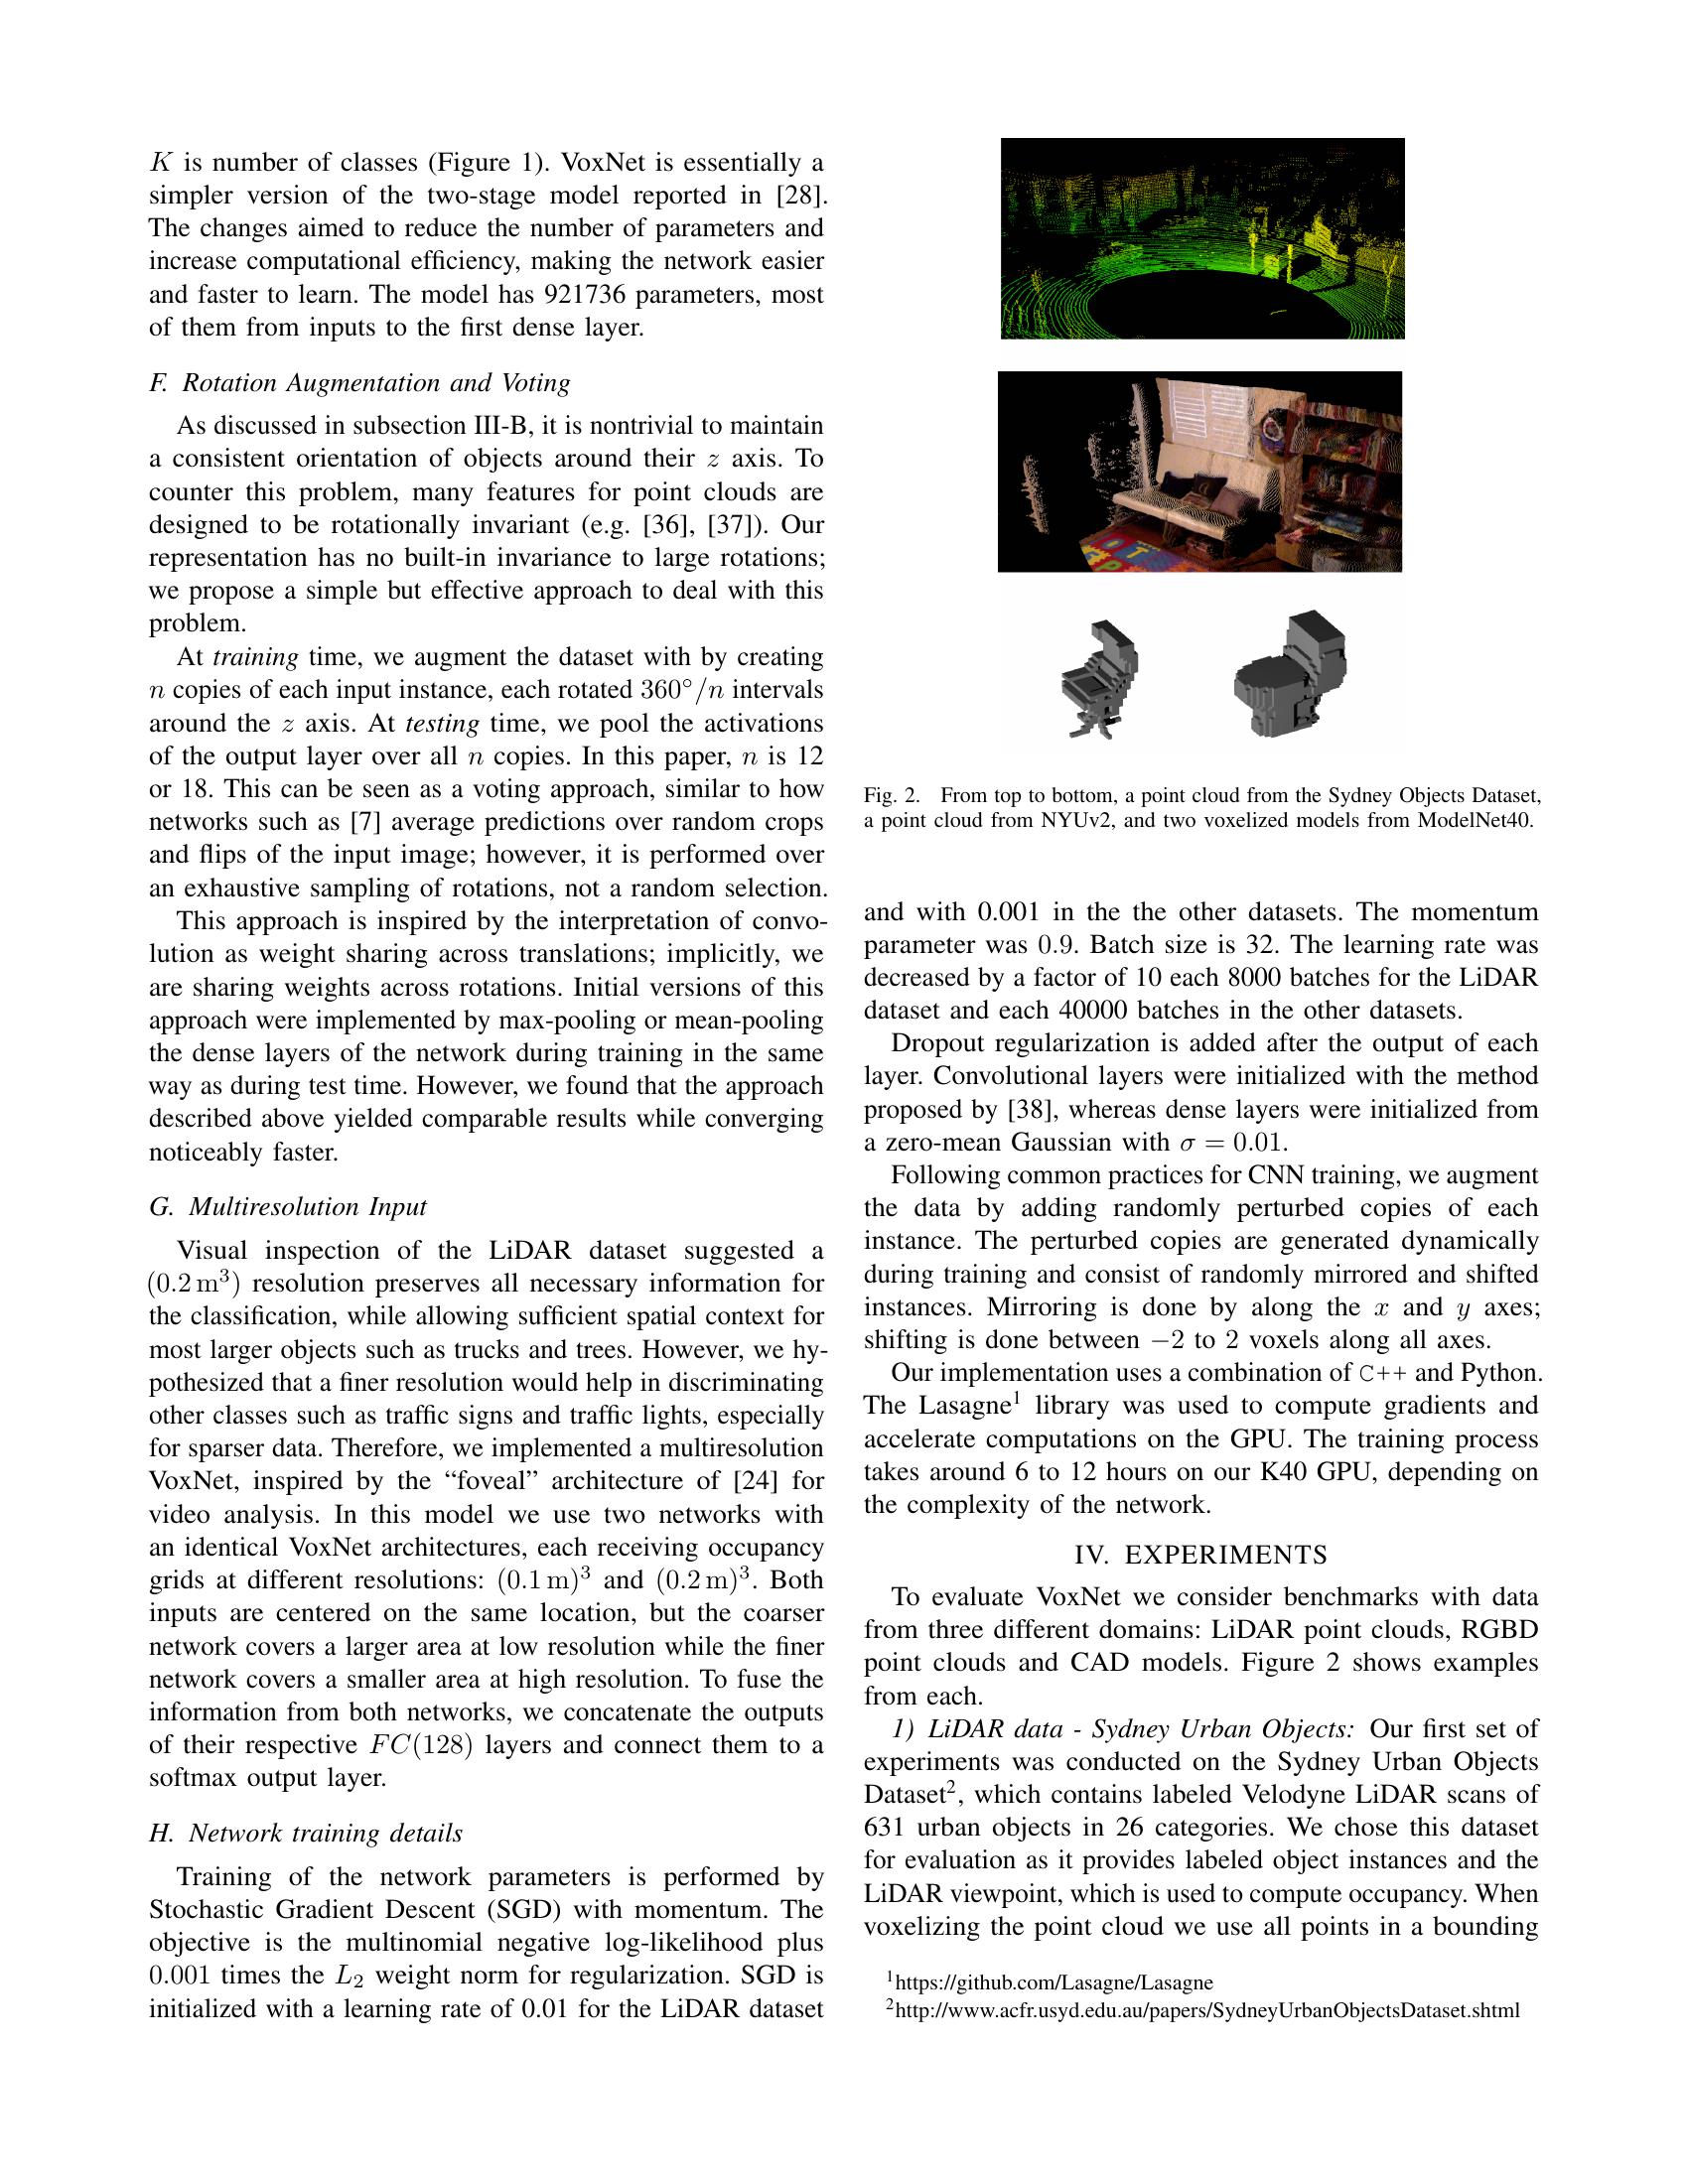 K is number of classes (Figure 1). VoxNet is essentially a
simpler version of the two-stage model reported in [28].
The changes aimed to reduce the number of parameters and
increase computational efficiency, making the network easier
and faster to learn. The model has 921736 parameters, most
of them from inputs to the first dense layer.
F. Rotation Augmentation and Voting
As discussed in subsection III-B, it is nontrivial to maintain
a consistent orientation of objects around their z axis. To
counter this problem, many features for point clouds are
designed to be rotationally invariant (e.g. [36], [37]). Our
representation has no built-in invariance to large rotations;
we propose a simple but effective approach to deal with this
problem.
At training time, we augment the dataset with by creating
n copies of each input instance, each rotated 360°/n intervals
around the z axis. At testing time, we pool the activations
of the output layer over all n copies. In this paper, n is 12
or 18. This can be seen as a voting approach, similar to how
networks such as [7] average predictions over random crops
and flips of the input image; however, it is performed over
an exhaustive sampling of rotations, not a random selection.
This approach is inspired by the interpretation of convo-
lution as weight sharing across translations; implicitly, we
are sharing weights across rotations. Initial versions of this
approach were implemented by max-pooling or mean-pooling
the dense layers of the network during training in the same
way as during test time. However, we found that the approach
described above yielded comparable results while converging
noticeably faster.
G. Multiresolution Input
Visual inspection of the LiDAR dataset suggested a
(0.2 m³) resolution preserves all necessary information for
the classification, while allowing sufficient spatial context for
most larger objects such as trucks and trees. However, we hy-
pothesized that a finer resolution would help in discriminating
other classes such as traffic signs and traffic lights, especially
for sparser data. Therefore, we implemented a multiresolution
VoxNet, inspired by the “foveal” architecture of [24] for
video analysis. In this model we use two networks with
an identical VoxNet architectures, each receiving occupancy
grids at different resolutions: (0.1 m)³ and (0.2 m)³. Both
inputs are centered on the same location, but the coarser
network covers a larger area at low resolution while the finer
network covers a smaller area at high resolution. To fuse the
information from both networks, we concatenate the outputs
of their respective FC(128) layers and connect them to a
softmax output layer.
H. Network training details
Training of the network parameters is performed by
Stochastic Gradient Descent (SGD) with momentum. The
objective is the multinomial negative log-likelihood plus
0.001 times the L₂ weight norm for regularization. SGD is
initialized with a learning rate of 0.01 for the LiDAR dataset
Fig. 2. From top to bottom, a point cloud from the Sydney Objects Dataset,
a point cloud from NYUv2, and two voxelized models from ModelNet40.
and with 0.001 in the the other datasets. The momentum
parameter was 0.9. Batch size is 32. The learning rate was
decreased by a factor of 10 each 8000 batches for the LiDAR
dataset and each 40000 batches in the other datasets.
Dropout regularization is added after the output of each
layer. Convolutional layers were initialized with the method
proposed by [38], whereas dense layers were initialized from
a zero-mean Gaussian with σ = 0.01.
Following common practices for CNN training, we augment
the data by adding randomly perturbed copies of each
instance. The perturbed copies are generated dynamically
during training and consist of randomly mirrored and shifted
instances. Mirroring is done by along the x and y axes;
shifting is done between −2 to 2 voxels along all axes.
Our implementation uses a combination of C++ and Python.
The Lasagne¹ library was used to compute gradients and
accelerate computations on the GPU. The training process
takes around 6 to 12 hours on our K40 GPU, depending on
the complexity of the network.
IV. EXPERIMENTS
To evaluate VoxNet we consider benchmarks with data
from three different domains: LiDAR point clouds, RGBD
point clouds and CAD models. Figure 2 shows examples
from each.
1) LiDAR data - Sydney Urban Objects: Our first set of
experiments was conducted on the Sydney Urban Objects
Dataset², which contains labeled Velodyne LiDAR scans of
631 urban objects in 26 categories. We chose this dataset
for evaluation as it provides labeled object instances and the
LiDAR viewpoint, which is used to compute occupancy. When
voxelizing the point cloud we use all points in a bounding
¹https://github.com/Lasagne/Lasagne
²http://www.acfr.usyd.edu.au/papers/SydneyUrbanObjectsDataset.shtml